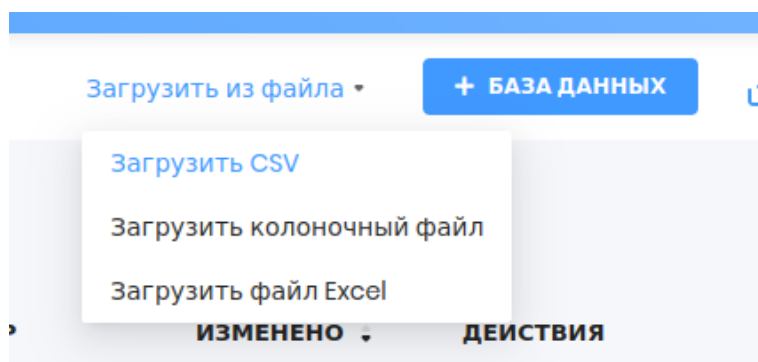 Загрузить из файла
+ БАЗА ДАННЫХ
Загрузить CSV
Загрузить колоночный файл
Загрузить файл Excel
ИЗМЕНЕНО
ДЕЙСТВИЯ